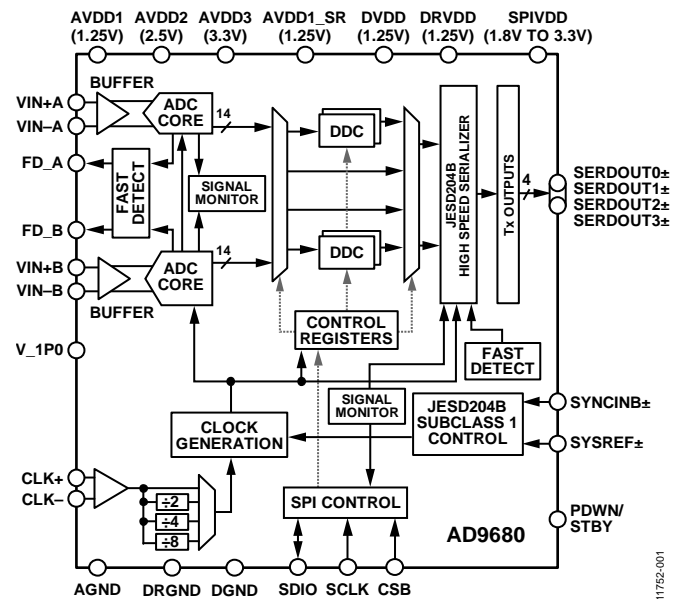 AVDD1 AVDD2 AVDD3 AVDD1_SR DVDD DRVDD SPIVDD
(1.25V) (2.5V) (3.3V) (1.25V) (1.25V) (1.25V) (1.8V TO 3.3V)
BUFFER
VIN+A
VIN–A
ADC
CORE
14
DDC
FD_A
FAST
DETECT
SIGNAL
MONITOR
FD_B
14
DDC
VIN+B
VIN–B
ADC
CORE
BUFFER
JESD204B
HIGH SPEED SERIALIZER
Tx OUTPUTS
4
SERDOUT0±
SERDOUT1±
SERDOUT2±
SERDOUT3±
CONTROL
REGISTERS
V_1P0
FAST
DETECT
SIGNAL
MONITOR
JESD204B
SUBCLASS 1
CONTROL
SYNCINB±
SYSREF±
CLOCK
GENERATION
CLK+
CLK–
÷2
÷4
÷8
SPI CONTROL
PDWN/
STBY
AD9680
AGND DRGND DGND SDIO SCLK CSB
11752-001